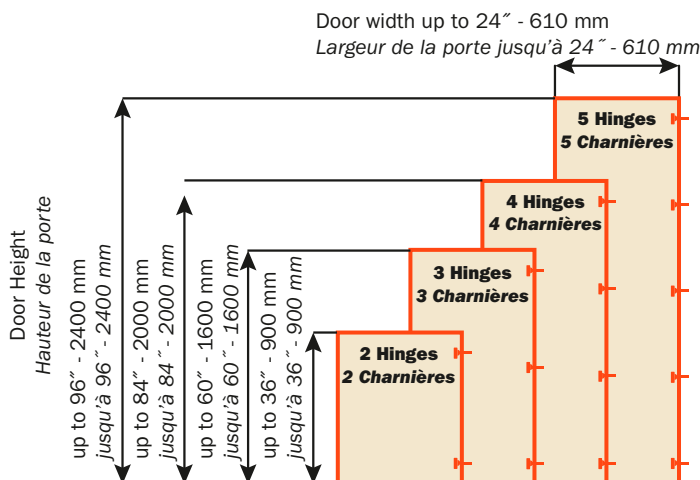 Door width up to 24˝ - 610 mm
Largeur de la porte jusqu’à 24 ˝ - 610 mm
5 Hinges
5 Charnières
4 Hinges
4 Charnières
3 Hinges
3 Charnières
2 Hinges
2 Charnières
Door Height
Hauteur de la porte
up to 96˝ - 2400 mm
jusqu’à 96 ˝ - 2400 mm
up to 84˝ - 2000 mm
jusqu’à 84 ˝ - 2000 mm
up to 60˝ - 1600 mm
jusqu’à 60 ˝ - 1600 mm
up to 36˝ - 900 mm
jusqu’à 36 ˝ - 900 mm